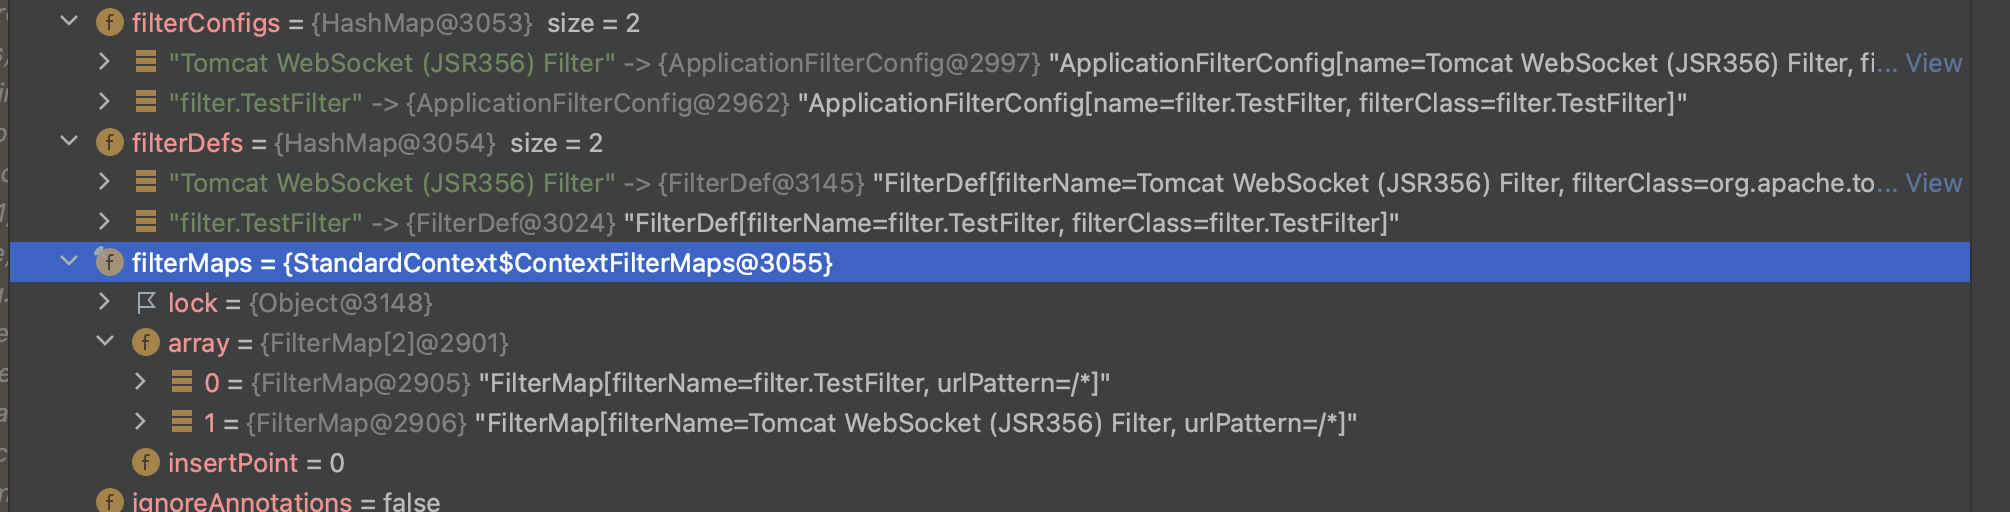 filterConfigs = {HashMap@3053} size = 2
"Tomcat WebSocket (JSR356) Filter" -> {ApplicationFilterConfig@2997} "ApplicationFilterConfig[name=Tomcat WebSocket (JSR356) Filter, fi... View
"filter.TestFilter" -> {ApplicationFilterConfig@2962} "ApplicationFilterConfig[name=filter.TestFilter, filterClass=filter.TestFilter]"
filterDefs = {HashMap@3054} size = 2
"Tomcat WebSocket (JSR356) Filter" -> {FilterDef@3145} "FilterDef[filterName=Tomcat WebSocket (JSR356) Filter, filterClass=org.apache.to... View
"filter.TestFilter" -> {FilterDef@3024} "FilterDef[filterName=filter.TestFilter, filterClass=filter.TestFilter]"
filterMaps = {StandardContext$ContextFilterMaps@3055}
lock = {Object@3148}
array = {FilterMap[2]@2901}
0 = {FilterMap@2905} "FilterMap[filterName=filter.TestFilter, urlPattern=/*]"
1 = {FilterMap@2906} "FilterMap[filterName=Tomcat WebSocket (JSR356) Filter, urlPattern=/*]"
insertPoint = 0
ignoreAnnotations = false